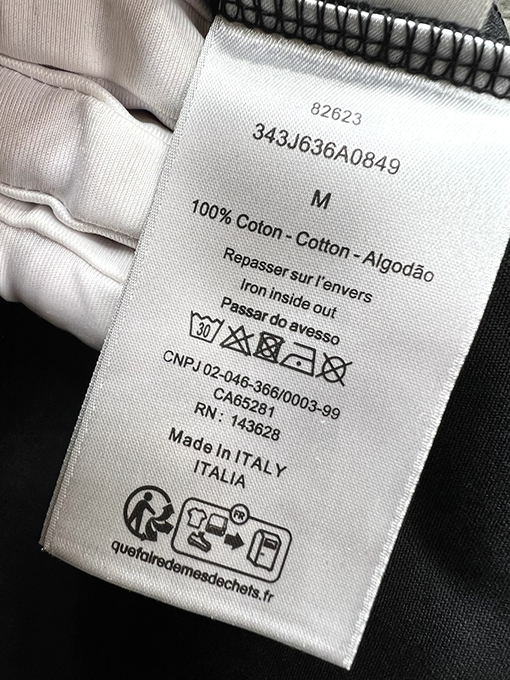 82623
343J636A0849
M
100% Coton - Cotton - Algodão
Repasser sur l'envers
Iron inside out
Passar do avesso
30
CNPJ 02-046-366/0003-99
CA65281
RN : 143628
Made in ITALY
ITALIA
FR
quefairedemesdechets.fr